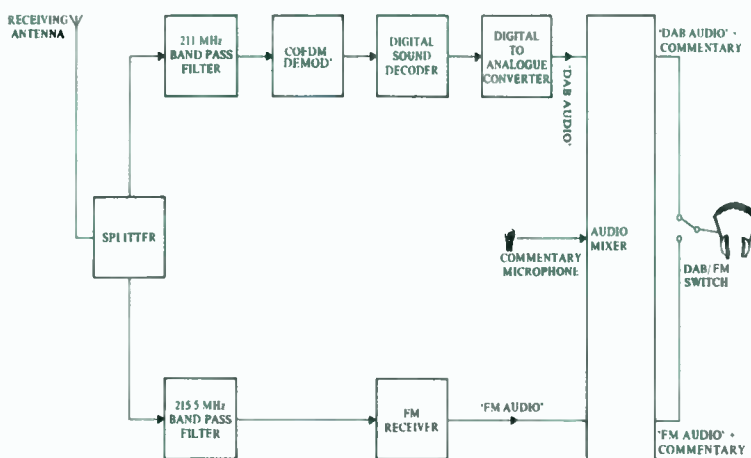 RECEIVING
ANTENNA
211 MHz
BAND PASS
FILTER
COFDM
DEMOD'
DIGITAL
SOUND
DECODER
DIGITAL
TO
ANALOGUE
CONVERTER
'DAB AUDIO'
'DAB AUDIO' +
COMMENTARY
SPLITTER
COMMENTARY
MICROPHONE
AUDIO
MIXER
DAB/FM
SWITCH
215 5 MHz
BAND PASS
FILTER
FM
RECEIVER
'FM AUDIO'
'FM AUDIO' +
COMMENTARY